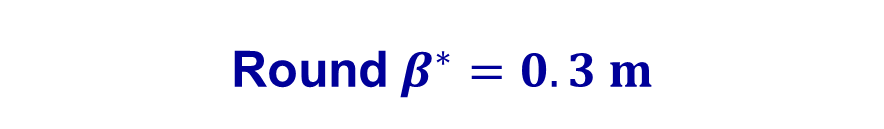 Round β* = 0.3 m